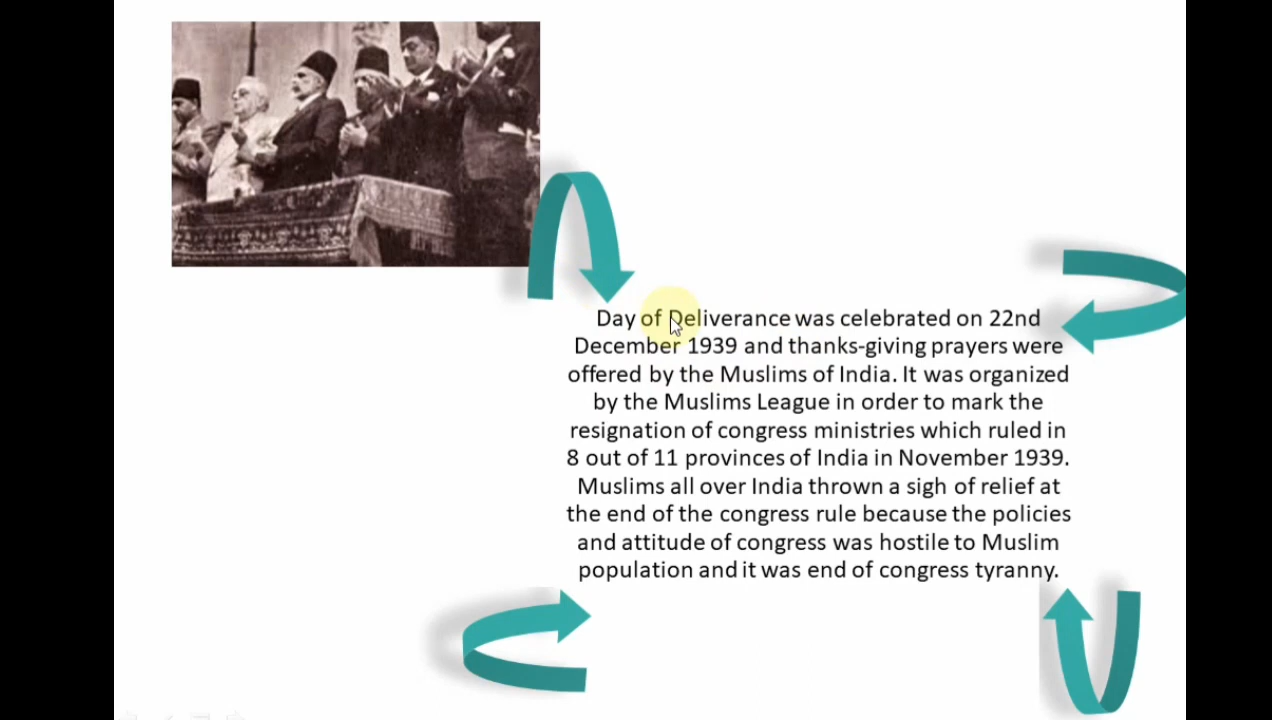 Day of Deliverance was celebrated on 22nd
December 1939 and thanks-giving prayers were
offered by the Muslims of India. It was organized
by the Muslims League in order to mark the
resignation of congress ministries which ruled in
8 out of 11 provinces of India in November 1939.
Muslims all over India thrown a sigh of relief at
the end of the congress rule because the policies
and attitude of congress was hostile to Muslim
population and it was end of congress tyranny.